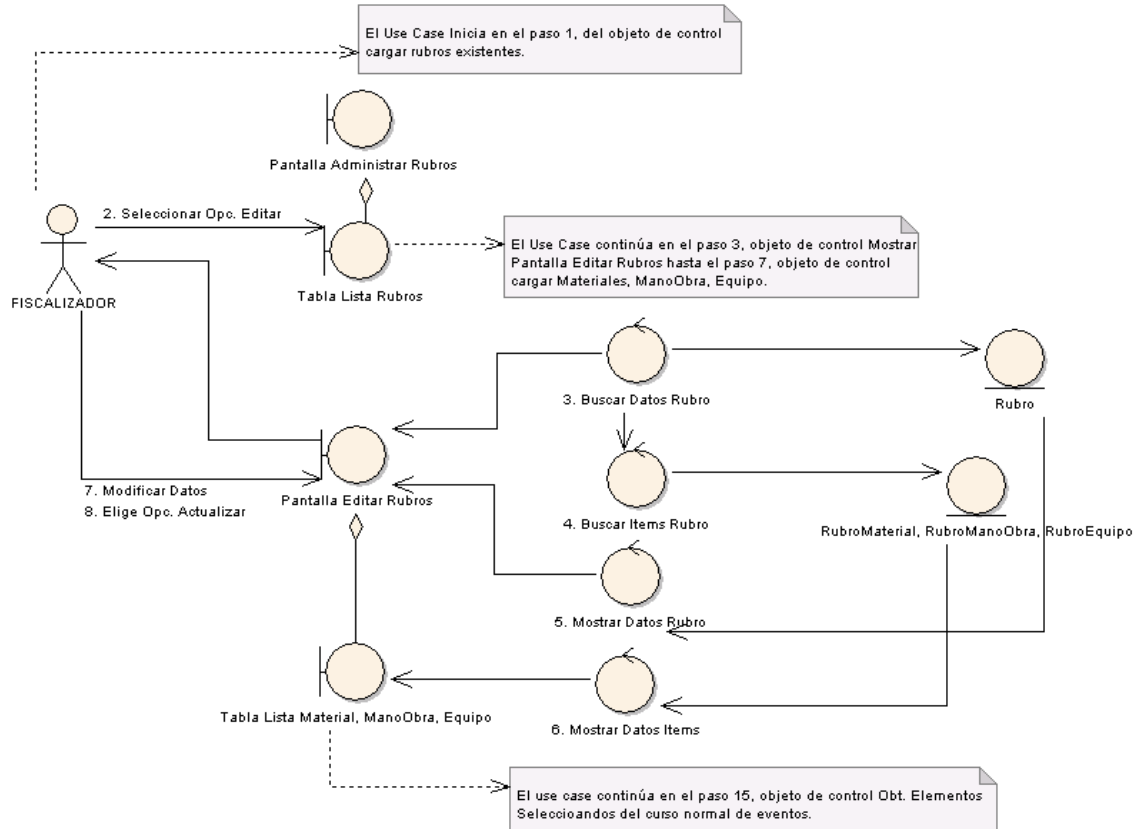 El Use Case Inicia en el paso 1, del objeto de control
cargar rubros existentes.
Pantalla Administrar Rubros
2. Seleccionar Opc. Editar
El Use Case continúa en el paso 3, objeto de control Mostrar
Pantalla Editar Rubros hasta el paso 7, objeto de control
cargar Materiales, ManoObra, Equipo.
Tabla Lista Rubros
FISCALIZADOR
3. Buscar Datos Rubro
Rubro
7. Modificar Datos
8. Elige Opc. Actualizar
Pantalla Editar Rubros
4. Buscar Items Rubro
RubroMaterial, RubroManoObra, RubroEquipo
5. Mostrar Datos Rubro
Tabla Lista Material, ManoObra, Equipo
6. Mostrar Datos Items
El use case continúa en el paso 15, objeto de control Obt. Elementos
Seleccioandos del curso normal de eventos.